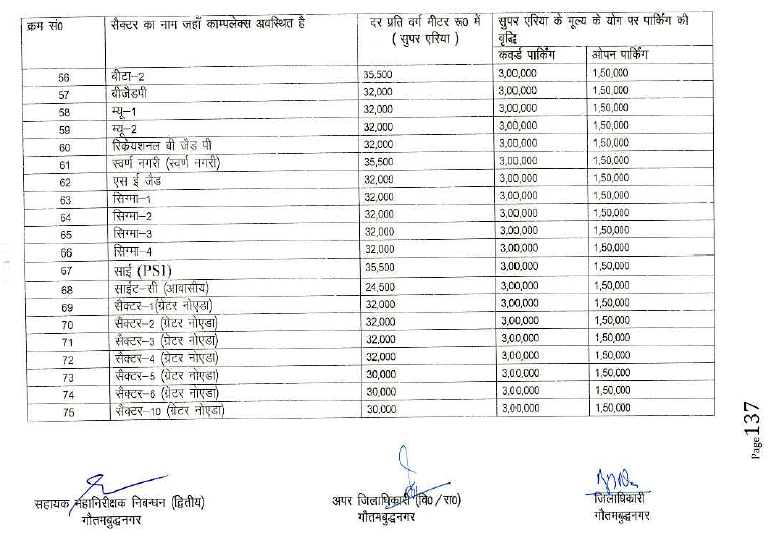 क्रम सं0 सैक्टर का नाम जहाँ काम्पलेक्स अवस्थित है दर प्रति वर्ग मीटर रू0 में सुपर एरिया के मूल्य के योग पर पार्किंग की
( सुपर एरिया ) वृद्धि
कवर्ड पार्किंग ओपन पार्किंग
56 बीटा–2 35,500 3,00,000 1,50,000
57 बीजैडपी 32,000 3,00,000 1,50,000
58 म्यू–1 32,000 3,00,000 1,50,000
59 म्यू–2 32,000 3,00,000 1,50,000
60 रिक्रेयशनल बी जैड पी 32,000 3,00,000 1,50,000
61 स्वर्ण नगरी (स्वर्ण नगरी) 35,500 3,00,000 1,50,000
62 एस ई जैड 32,000 3,00,000 1,50,000
63 सिग्मा–1 32,000 3,00,000 1,50,000
64 सिग्मा–2 32,000 3,00,000 1,50,000
65 सिग्मा–3 32,000 3,00,000 1,50,000
66 सिग्मा–4 32,000 3,00,000 1,50,000
67 साई (PS1) 35,500 3,00,000 1,50,000
68 साईट–सी (आवासीय) 24,500 3,00,000 1,50,000
69 सैक्टर–1(ग्रेटर नोएडा) 32,000 3,00,000 1,50,000
70 सैक्टर–2 (ग्रेटर नोएडा) 32,000 3,00,000 1,50,000
71 सैक्टर–3 (ग्रेटर नोएडा) 32,000 3,00,000 1,50,000
72 सैक्टर–4 (ग्रेटर नोएडा) 32,000 3,00,000 1,50,000
73 सैक्टर–5 (ग्रेटर नोएडा) 30,000 3,00,000 1,50,000
74 सैक्टर–6 (ग्रेटर नोएडा) 30,000 3,00,000 1,50,000
75 सैक्टर–10 (ग्रेटर नोएडा) 30,000 3,00,000 1,50,000
Page 137
सहायक महानिरीक्षक निबन्धन (द्वितीय) अपर जिलाधिकारी (वि0/रा0) जिलाधिकारी
गौतमबुद्धनगर गौतमबुद्धनगर गौतमबुद्धनगर